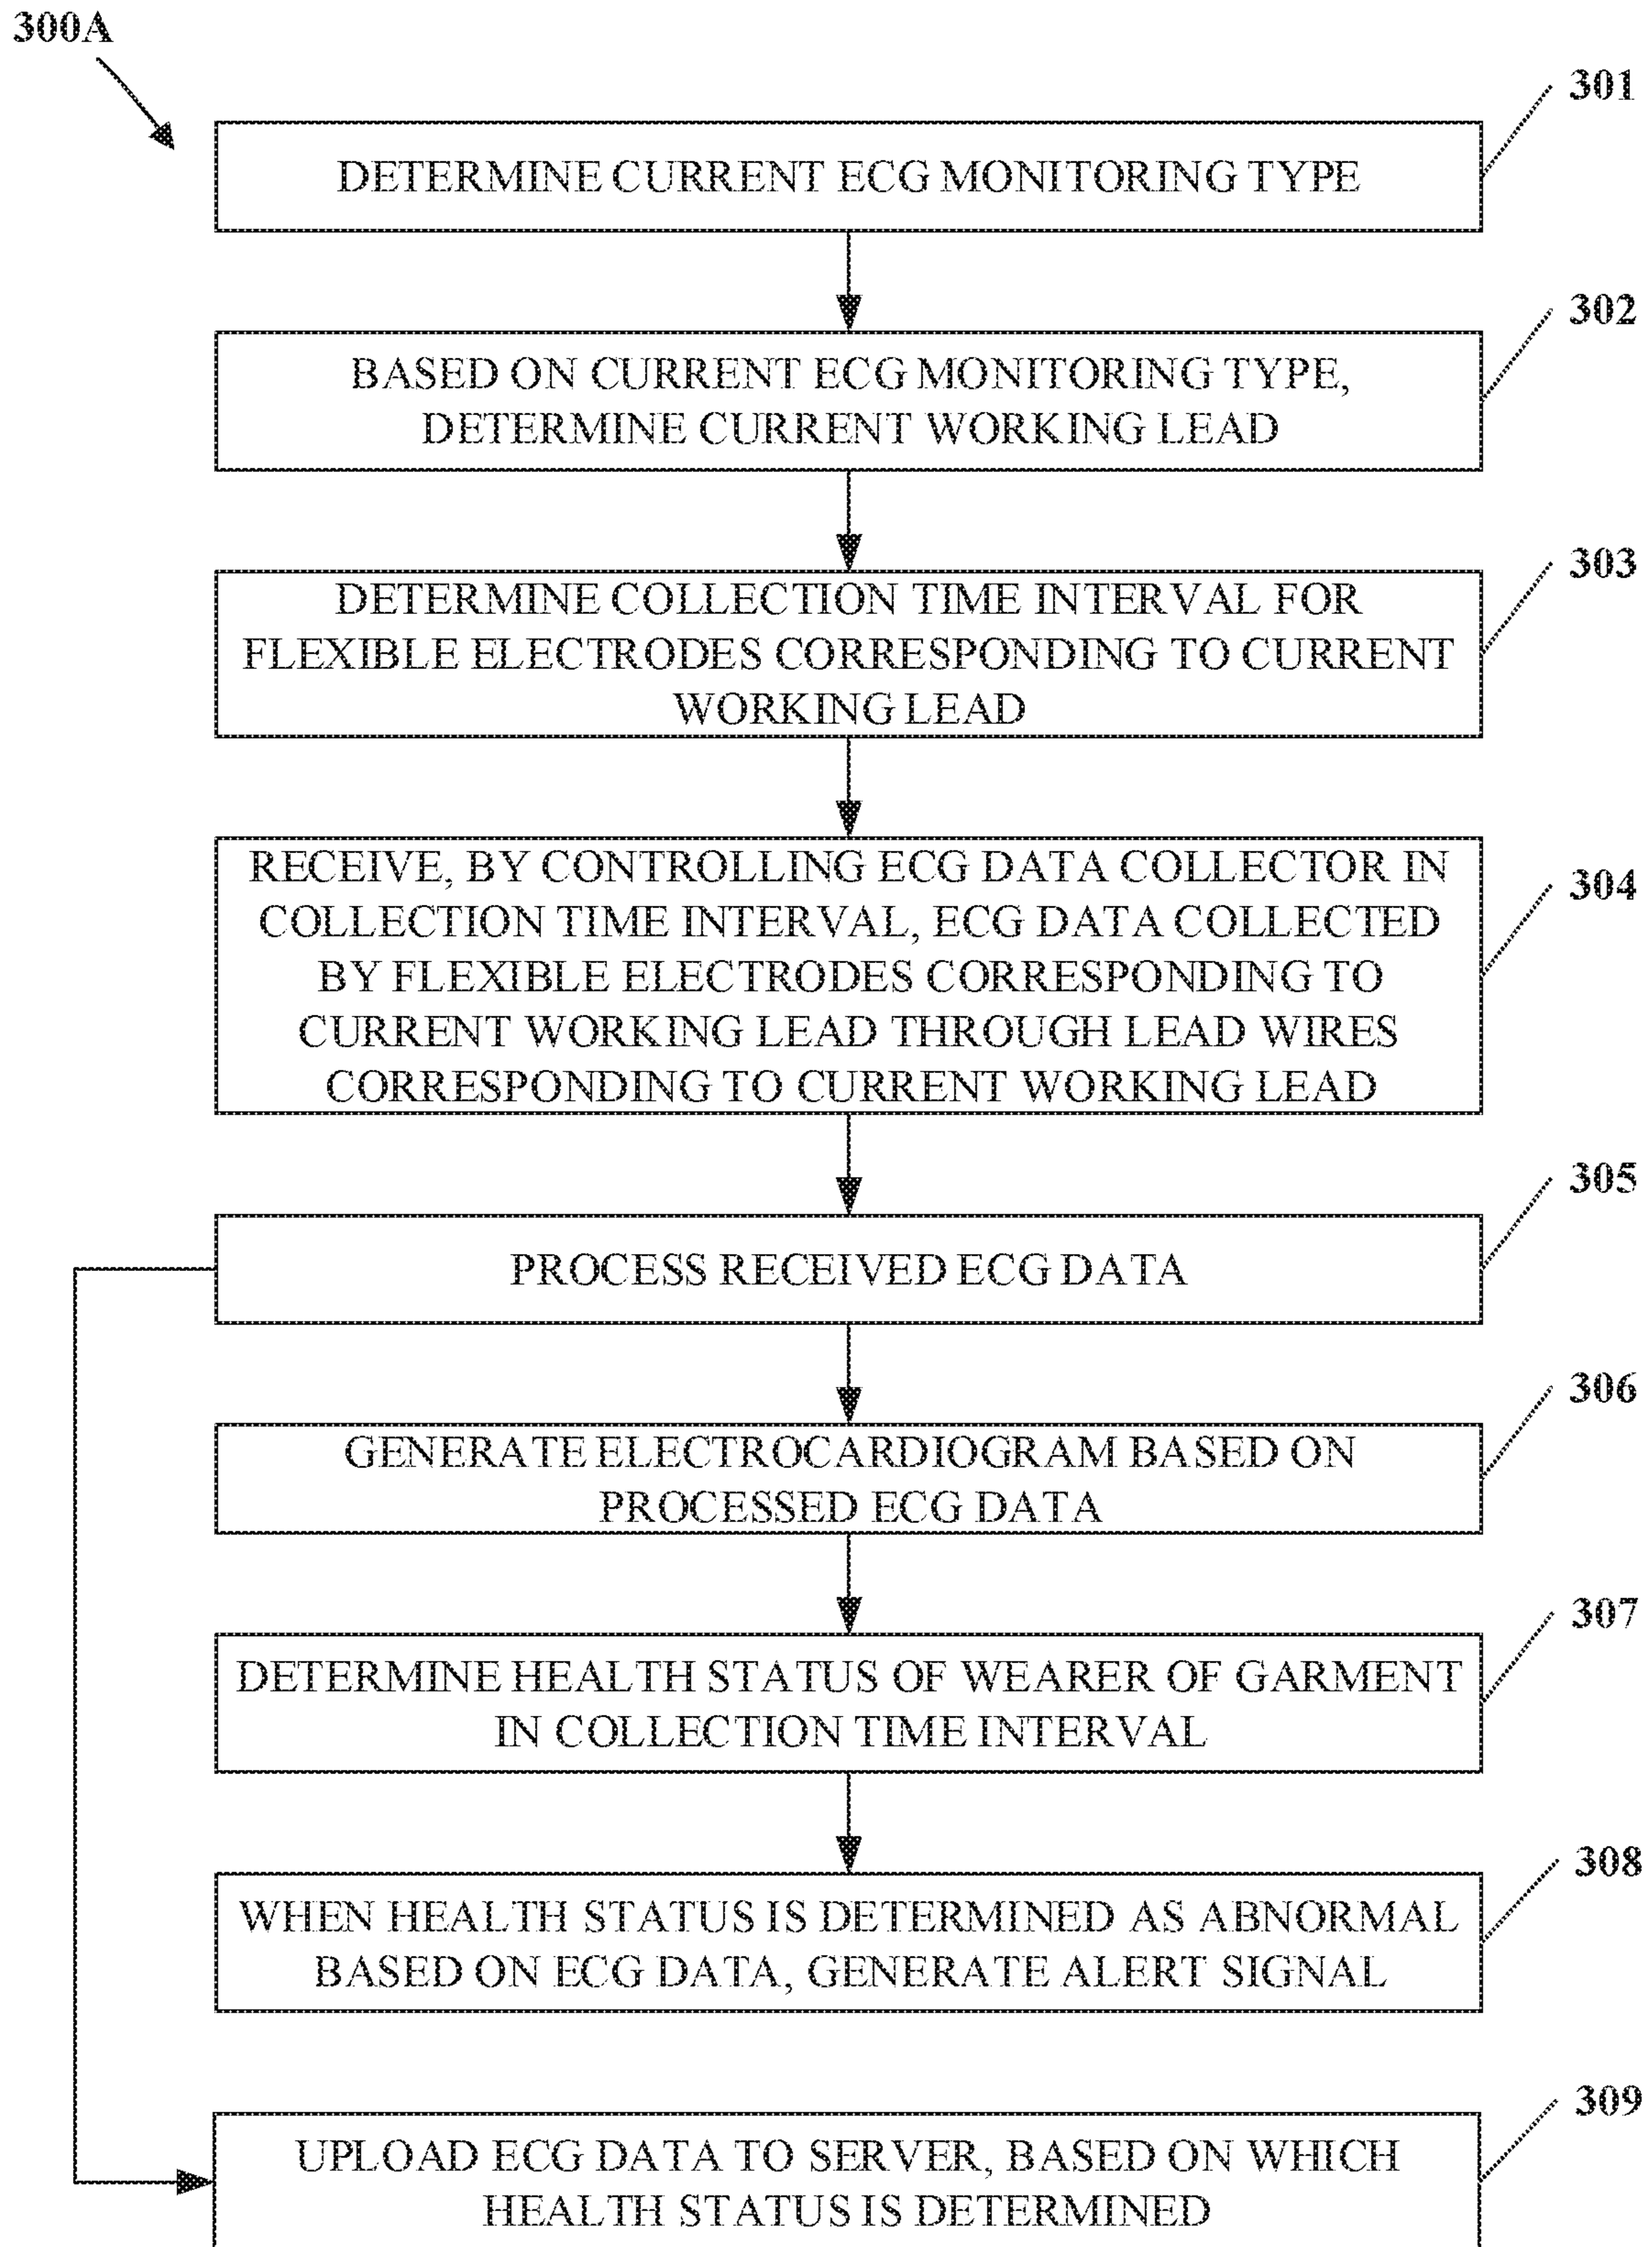 300A
301
DETERMINE CURRENT ECG MONITORING TYPE
302
BASED ON CURRENT ECG MONITORING TYPE,
DETERMINE CURRENT WORKING LEAD
303
DETERMINE COLLECTION TIME INTERVAL FOR
FLEXIBLE ELECTRODES CORRESPONDING TO CURRENT
WORKING LEAD
304
RECEIVE, BY CONTROLLING ECG DATA COLLECTOR IN
COLLECTION TIME INTERVAL, ECG DATA COLLECTED
BY FLEXIBLE ELECTRODES CORRESPONDING TO
CURRENT WORKING LEAD THROUGH LEAD WIRES
CORRESPONDING TO CURRENT WORKING LEAD
305
PROCESS RECEIVED ECG DATA
306
GENERATE ELECTROCARDIOGRAM BASED ON
PROCESSED ECG DATA
307
DETERMINE HEALTH STATUS OF WEARER OF GARMENT
IN COLLECTION TIME INTERVAL
308
WHEN HEALTH STATUS IS DETERMINED AS ABNORMAL
BASED ON ECG DATA, GENERATE ALERT SIGNAL
309
UPLOAD ECG DATA TO SERVER, BASED ON WHICH
HEALTH STATUS IS DETERMINED